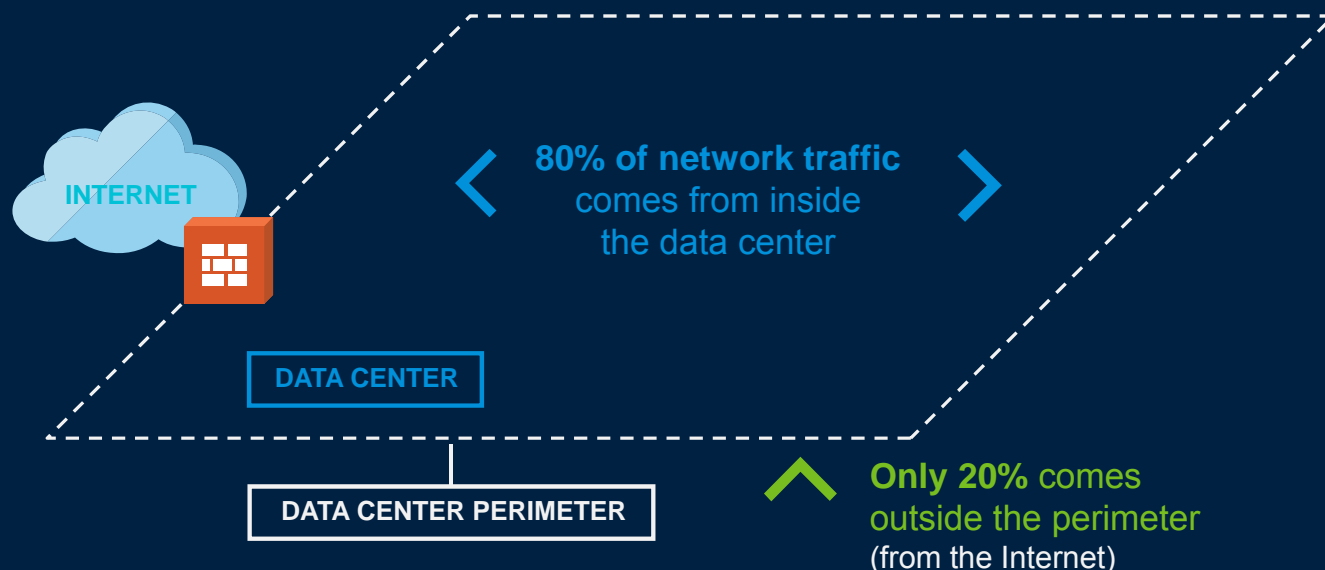 INTERNET
80% of network traffic
comes from inside
the data center
DATA CENTER
DATA CENTER PERIMETER
Only 20% comes
outside the perimeter
(from the Internet)